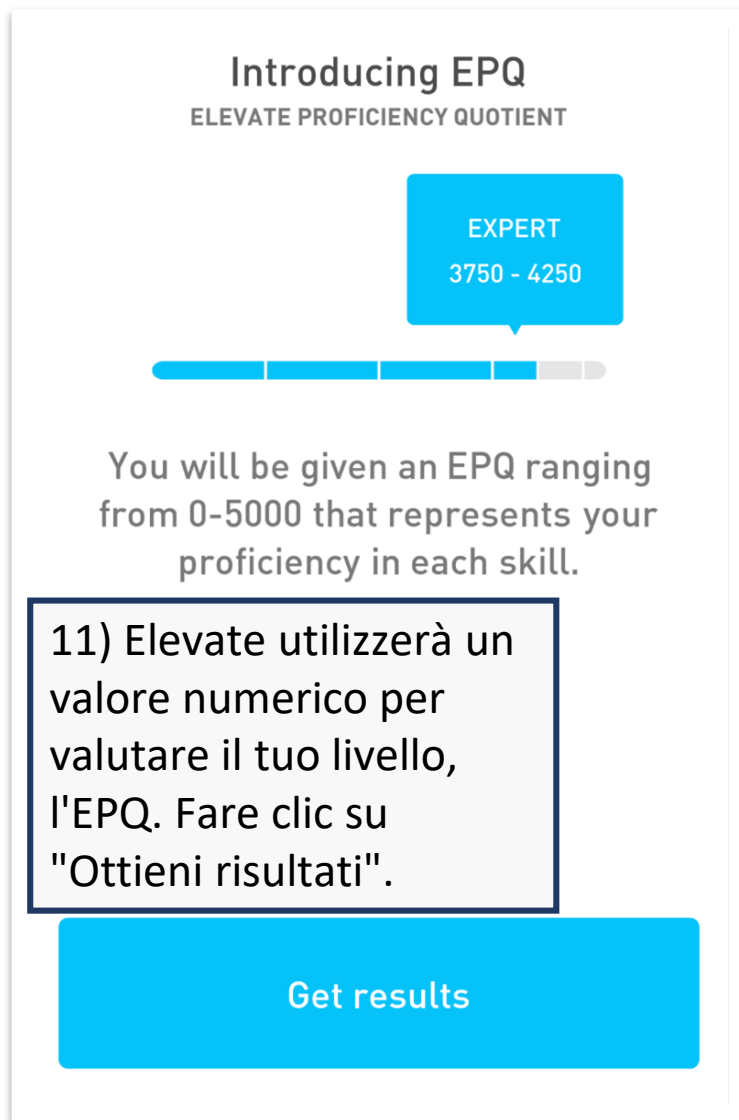 Introducing EPQ
ELEVATE PROFICIENCY QUOTIENT
EXPERT
3750 - 4250
You will be given an EPQ ranging
from 0-5000 that represents your
proficiency in each skill.
11) Elevate utilizzerà un
valore numerico per
valutare il tuo livello,
l'EPQ. Fare clic su
"Ottieni risultati".
Get results